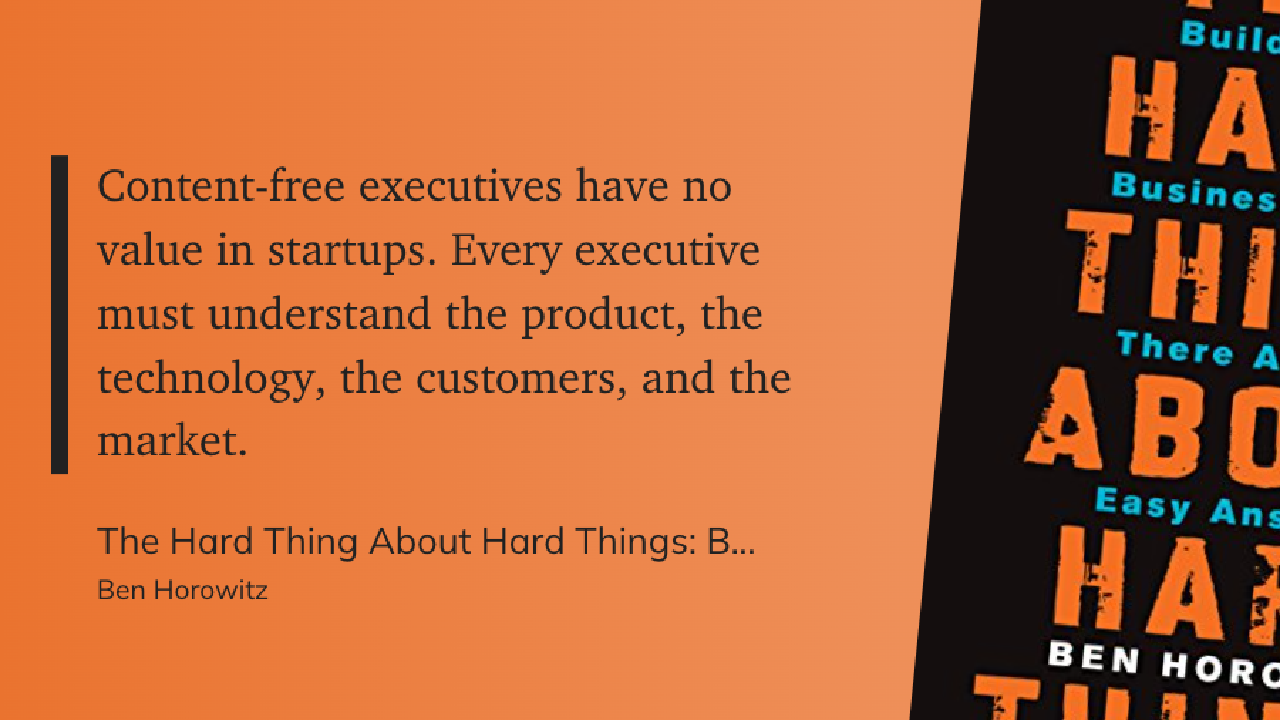 Content-free executives have no
value in startups. Every executive
must understand the product, the
technology, the customers, and the
market.
The Hard Thing About Hard Things: B...
Ben Horowitz
Build
HA
Busines
THI
There A
ABO
Easy Ans
HA
BEN HORO
THIN